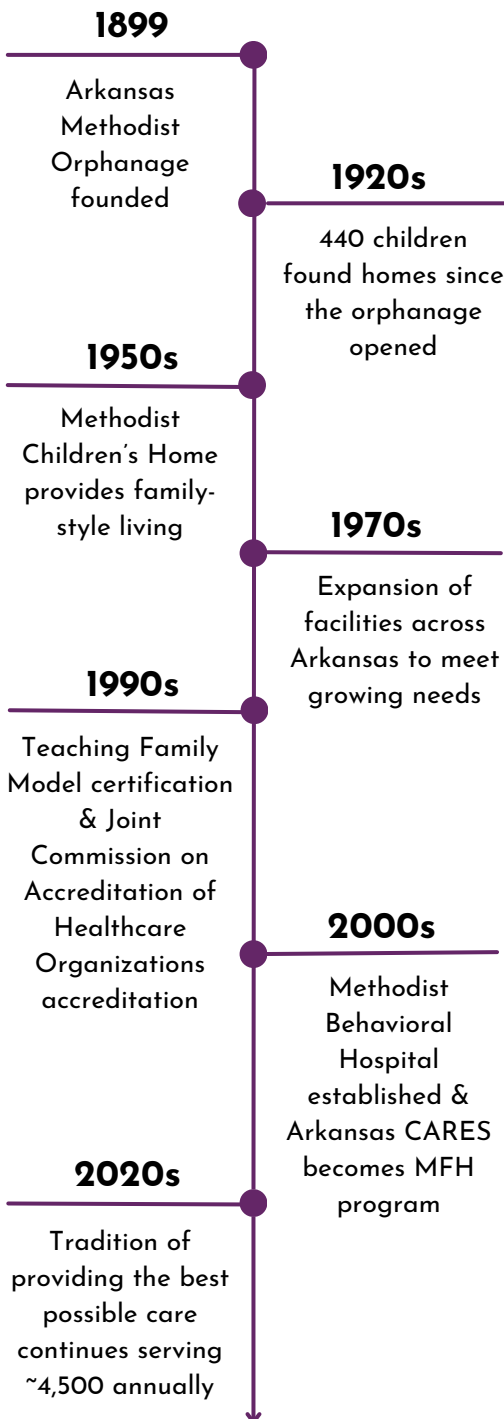 1899
Arkansas
Methodist
Orphanage
founded
1920s
440 children
found homes since
the orphanage
opened
1950s
Methodist
Children’s Home
provides family-
style living
1970s
Expansion of
facilities across
Arkansas to meet
growing needs
1990s
Teaching Family
Model certification
& Joint
Commission on
Accreditation of
Healthcare
Organizations
accreditation
2000s
Methodist
Behavioral
Hospital
established &
Arkansas CARES
becomes MFH
program
2020s
Tradition of
providing the best
possible care
continues serving
~4,500 annually